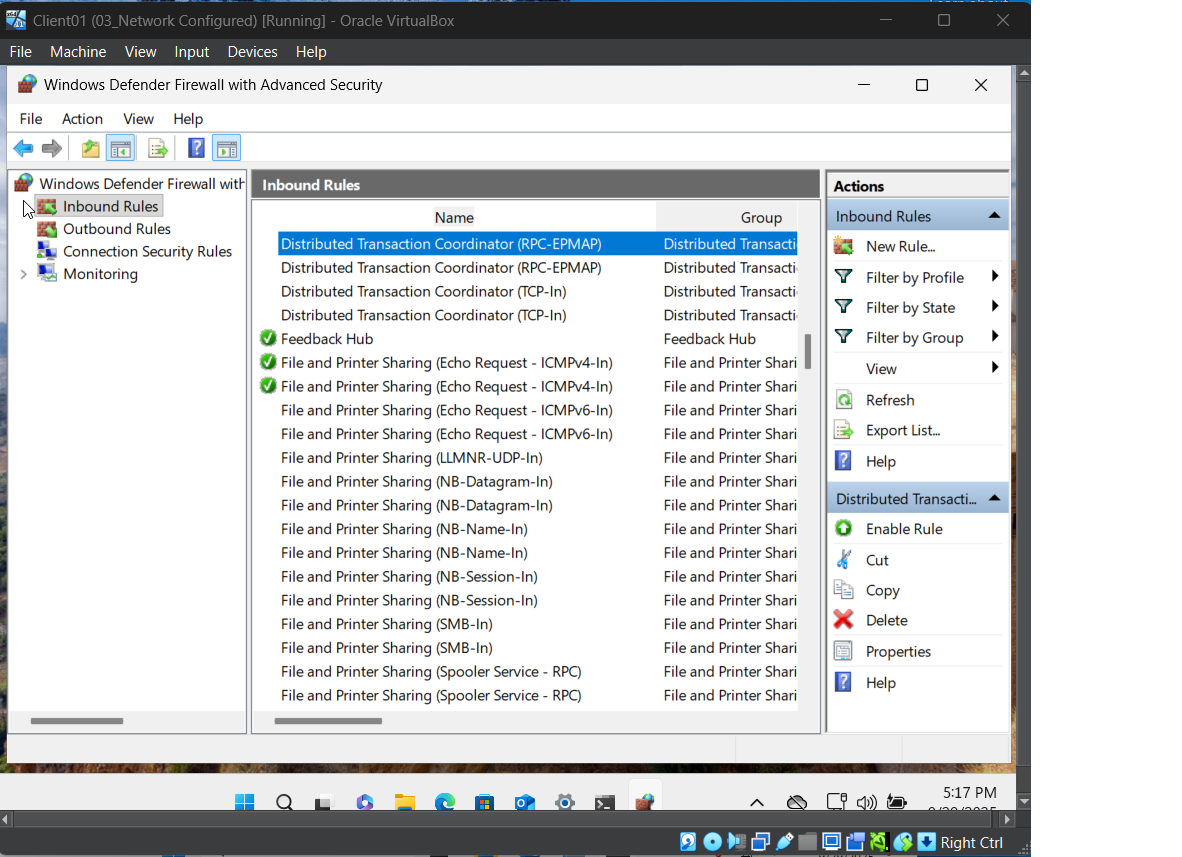 Client01 (03_Network Configured) [Running] - Oracle VirtualBox
File Machine View Input Devices Help
Windows Defender Firewall with Advanced Security
File Action View Help
Windows Defender Firewall with
Inbound Rules
Outbound Rules
Connection Security Rules
Monitoring
Inbound Rules
Name Group
Distributed Transaction Coordinator (RPC-EPMAP) Distributed Transacti
Distributed Transaction Coordinator (RPC-EPMAP) Distributed Transacti
Distributed Transaction Coordinator (TCP-In) Distributed Transacti
Distributed Transaction Coordinator (TCP-In) Distributed Transacti
Feedback Hub Feedback Hub
File and Printer Sharing (Echo Request - ICMPv4-In) File and Printer Shari
File and Printer Sharing (Echo Request - ICMPv4-In) File and Printer Shari
File and Printer Sharing (Echo Request - ICMPv6-In) File and Printer Shari
File and Printer Sharing (Echo Request - ICMPv6-In) File and Printer Shari
File and Printer Sharing (LLMNR-UDP-In) File and Printer Shari
File and Printer Sharing (NB-Datagram-In) File and Printer Shari
File and Printer Sharing (NB-Datagram-In) File and Printer Shari
File and Printer Sharing (NB-Name-In) File and Printer Shari
File and Printer Sharing (NB-Name-In) File and Printer Shari
File and Printer Sharing (NB-Session-In) File and Printer Shari
File and Printer Sharing (NB-Session-In) File and Printer Shari
File and Printer Sharing (SMB-In) File and Printer Shari
File and Printer Sharing (SMB-In) File and Printer Shari
File and Printer Sharing (Spooler Service - RPC) File and Printer Shari
File and Printer Sharing (Spooler Service - RPC) File and Printer Shari
Actions
Inbound Rules
New Rule...
Filter by Profile
Filter by State
Filter by Group
View
Refresh
Export List...
Help
Distributed Transacti...
Enable Rule
Cut
Copy
Delete
Properties
Help
5:17 PM
Right Ctrl